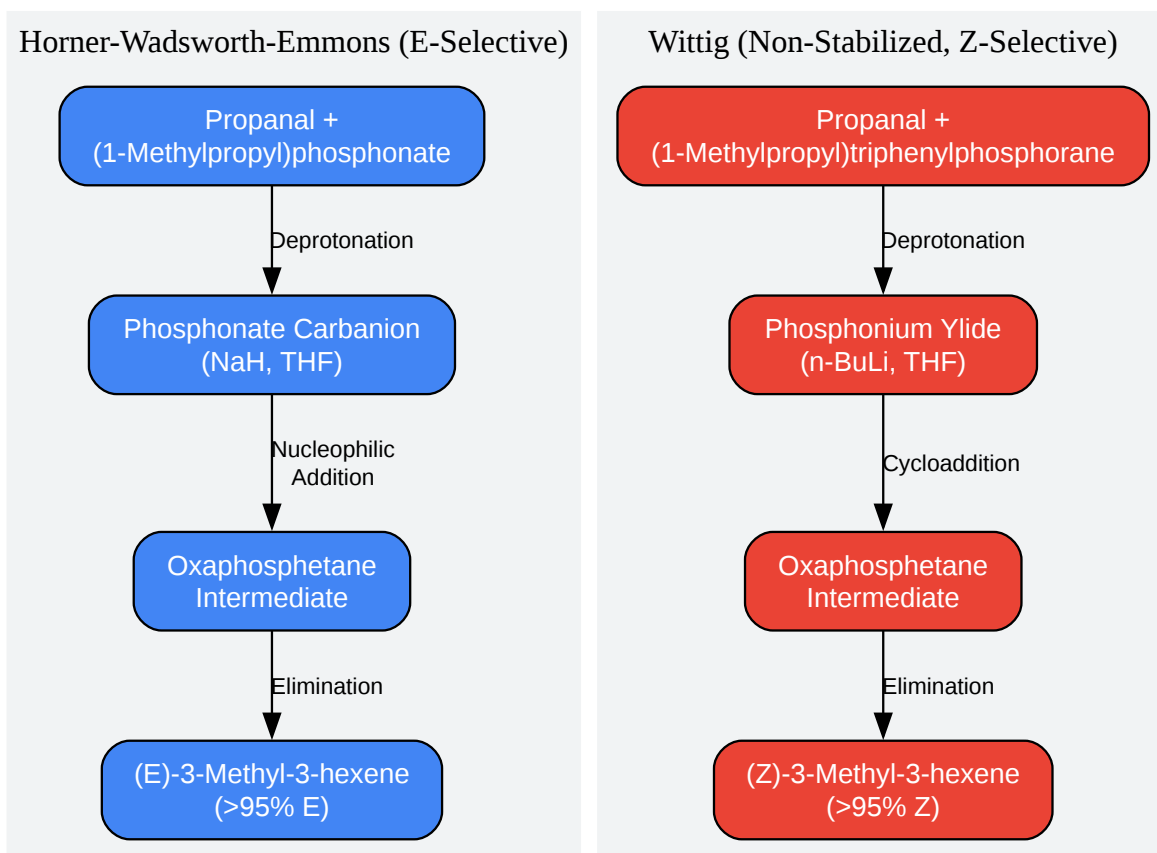 Horner-Wadsworth-Emmons (E-Selective)
Propanal +
(1-Methylpropyl)phosphonate
Deprotonation
Phosphonate Carbanion
(NaH, THF)
Nucleophilic
Addition
Oxaphosphetane
Intermediate
Elimination
(E)-3-Methyl-3-hexene
(>95% E)
Wittig (Non-Stabilized, Z-Selective)
Propanal +
(1-Methylpropyl)triphenylphosphorane
Deprotonation
Phosphonium Ylide
(n-BuLi, THF)
Cycloaddition
Oxaphosphetane
Intermediate
Elimination
(Z)-3-Methyl-3-hexene
(>95% Z)